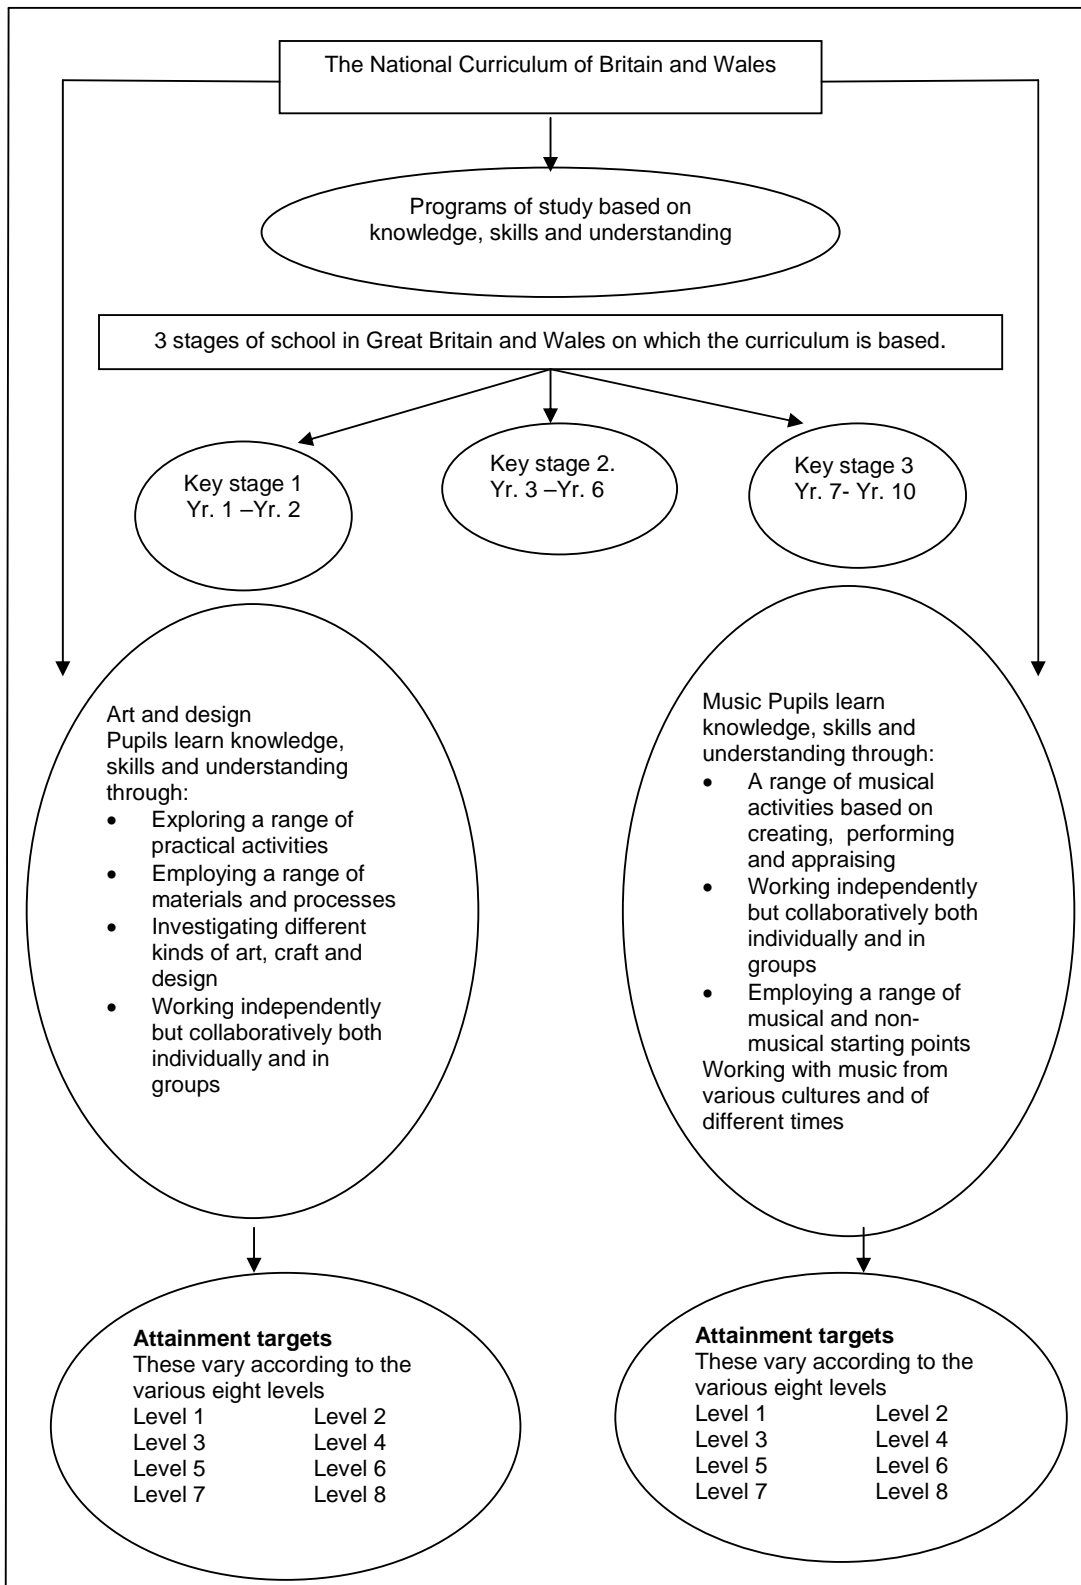 The National Curriculum of Britain and Wales
Programs of study based on
knowledge, skills and understanding
3 stages of school in Great Britain and Wales on which the curriculum is based.
Key stage 1
Yr. 1 –Yr. 2
Key stage 2.
Yr. 3 –Yr. 6
Key stage 3
Yr. 7- Yr. 10
Art and design
Pupils learn knowledge,
skills and understanding
through:
• Exploring a range of
practical activities
• Employing a range of
materials and processes
• Investigating different
kinds of art, craft and
design
• Working independently
but collaboratively both
individually and in
groups
Music Pupils learn
knowledge, skills and
understanding through:
• A range of musical
activities based on
creating, performing
and appraising
• Working independently
but collaboratively both
individually and in
groups
• Employing a range of
musical and non-
musical starting points
Working with music from
various cultures and of
different times
Attainment targets
These vary according to the
various eight levels
Level 1 Level 2
Level 3 Level 4
Level 5 Level 6
Level 7 Level 8
Attainment targets
These vary according to the
various eight levels
Level 1 Level 2
Level 3 Level 4
Level 5 Level 6
Level 7 Level 8